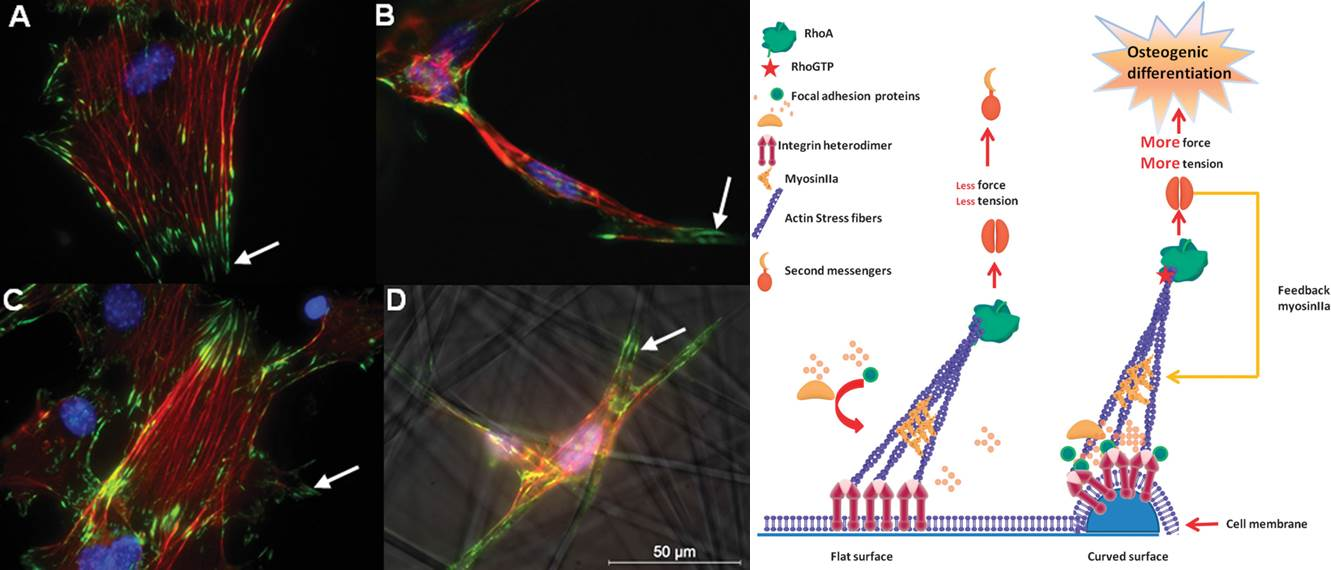 A
B
C
D
50 µm
RhoA
RhoGTP
Focal adhesion proteins
Integrin heterodimer
MyosinIIa
Actin Stress fibers
Second messengers
Less force
Less tension
Osteogenic
differentiation
More force
More tension
Feedback
myosinIIa
Cell membrane
Flat surface
Curved surface